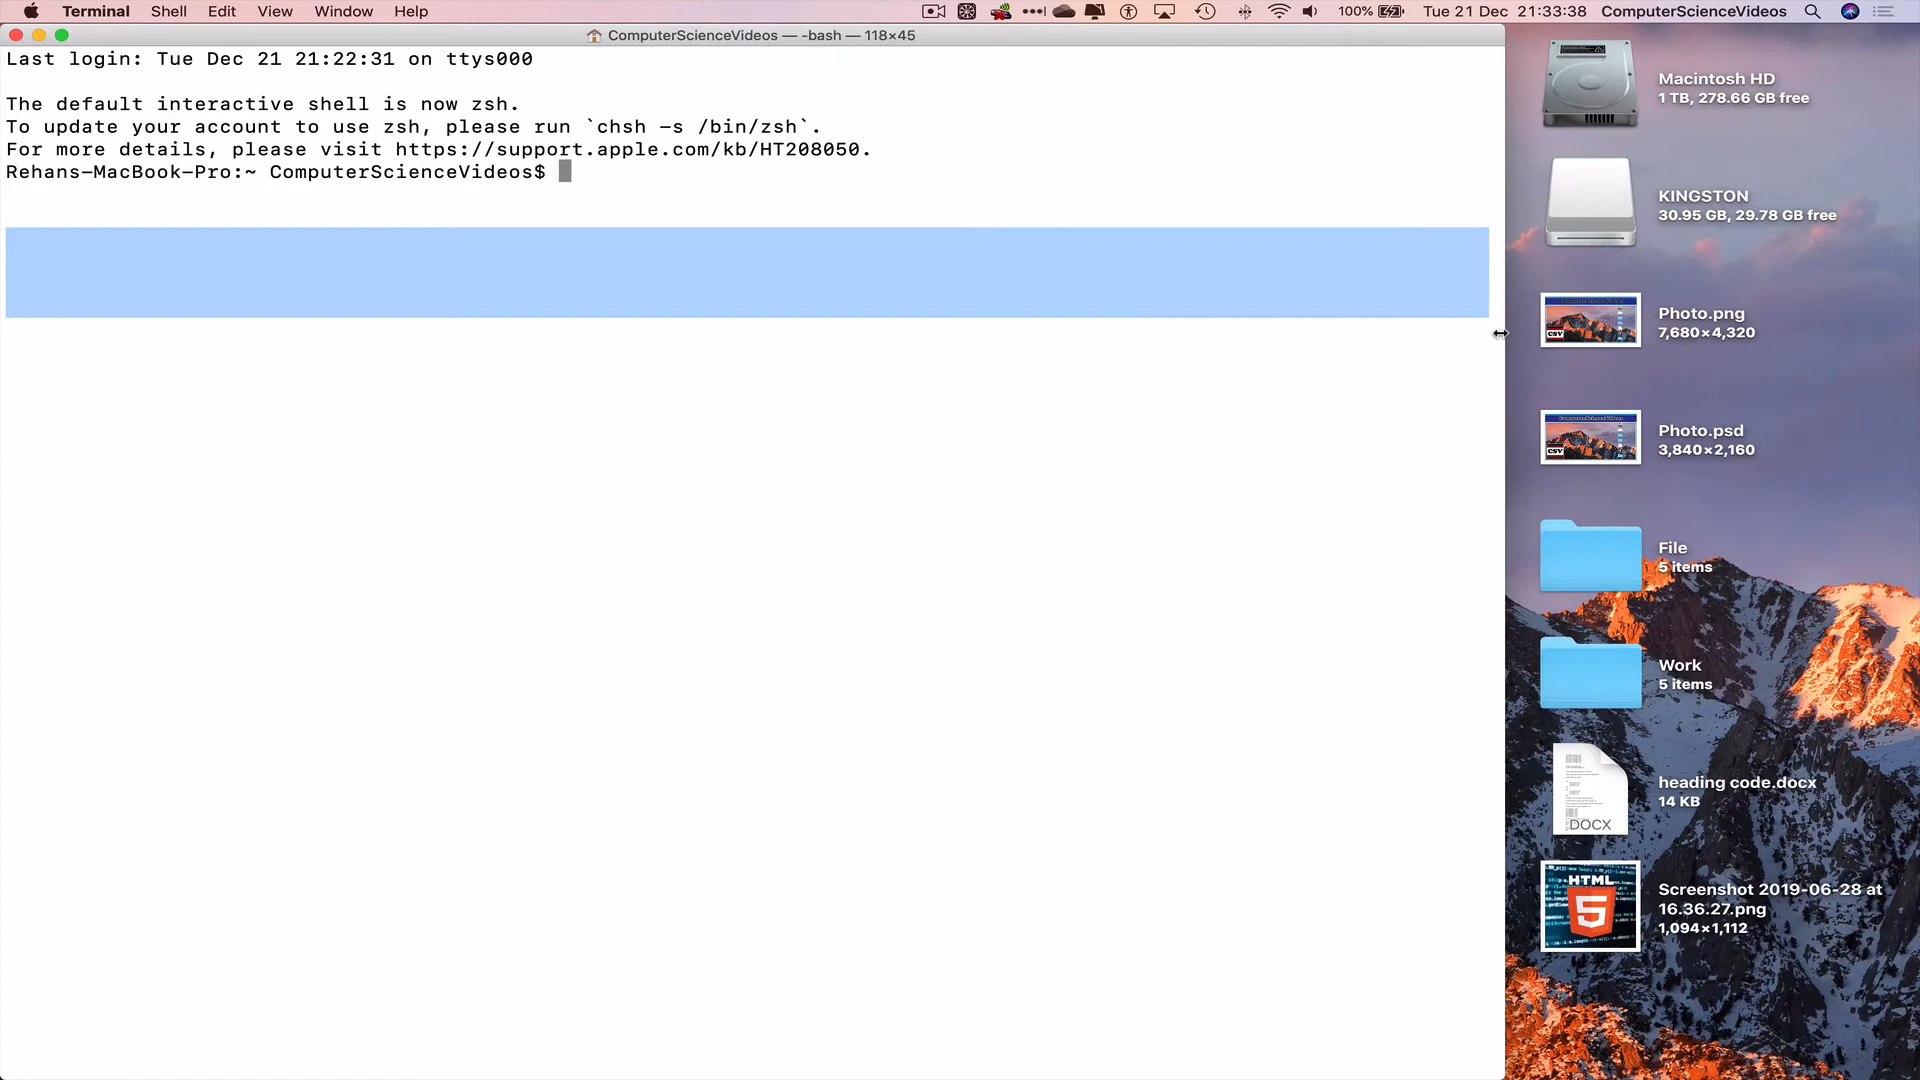 Terminal Shell Edit View Window Help 100% Tue 21 Dec 21:33:38 ComputerScienceVideos
ComputerScienceVideos — -bash — 118×45
Last login: Tue Dec 21 21:22:31 on ttys000
The default interactive shell is now zsh.
To update your account to use zsh, please run `chsh -s /bin/zsh`.
For more details, please visit https://support.apple.com/kb/HT208050.
Rehans-MacBook-Pro:~ ComputerScienceVideos$
Macintosh HD
1 TB, 278.66 GB free
KINGSTON
30.95 GB, 29.78 GB free
Photo.png
7,680×4,320
CSV
Photo.psd
3,840×2,160
CSV
File
5 items
Work
5 items
heading code.docx
14 KB
DOCX
Screenshot 2019-06-28 at
16.36.27.png
1,094×1,112
HTML
5